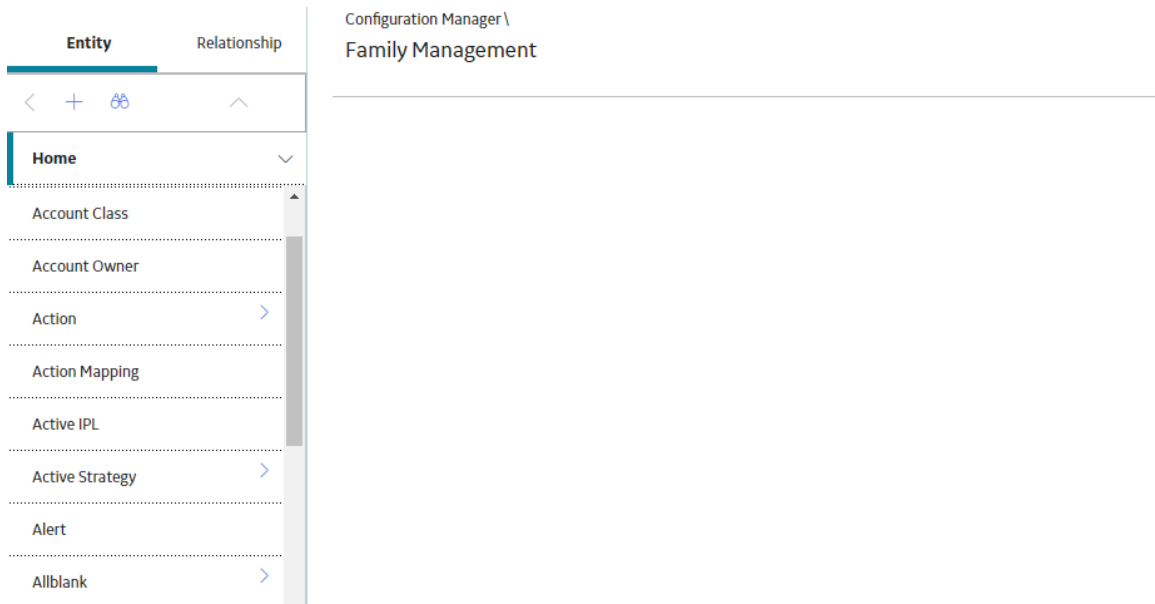 Configuration Manager\
Family Management
Entity
Relationship
Home
Account Class
Account Owner
Action
Action Mapping
Active IPL
Active Strategy
Alert
Allblank